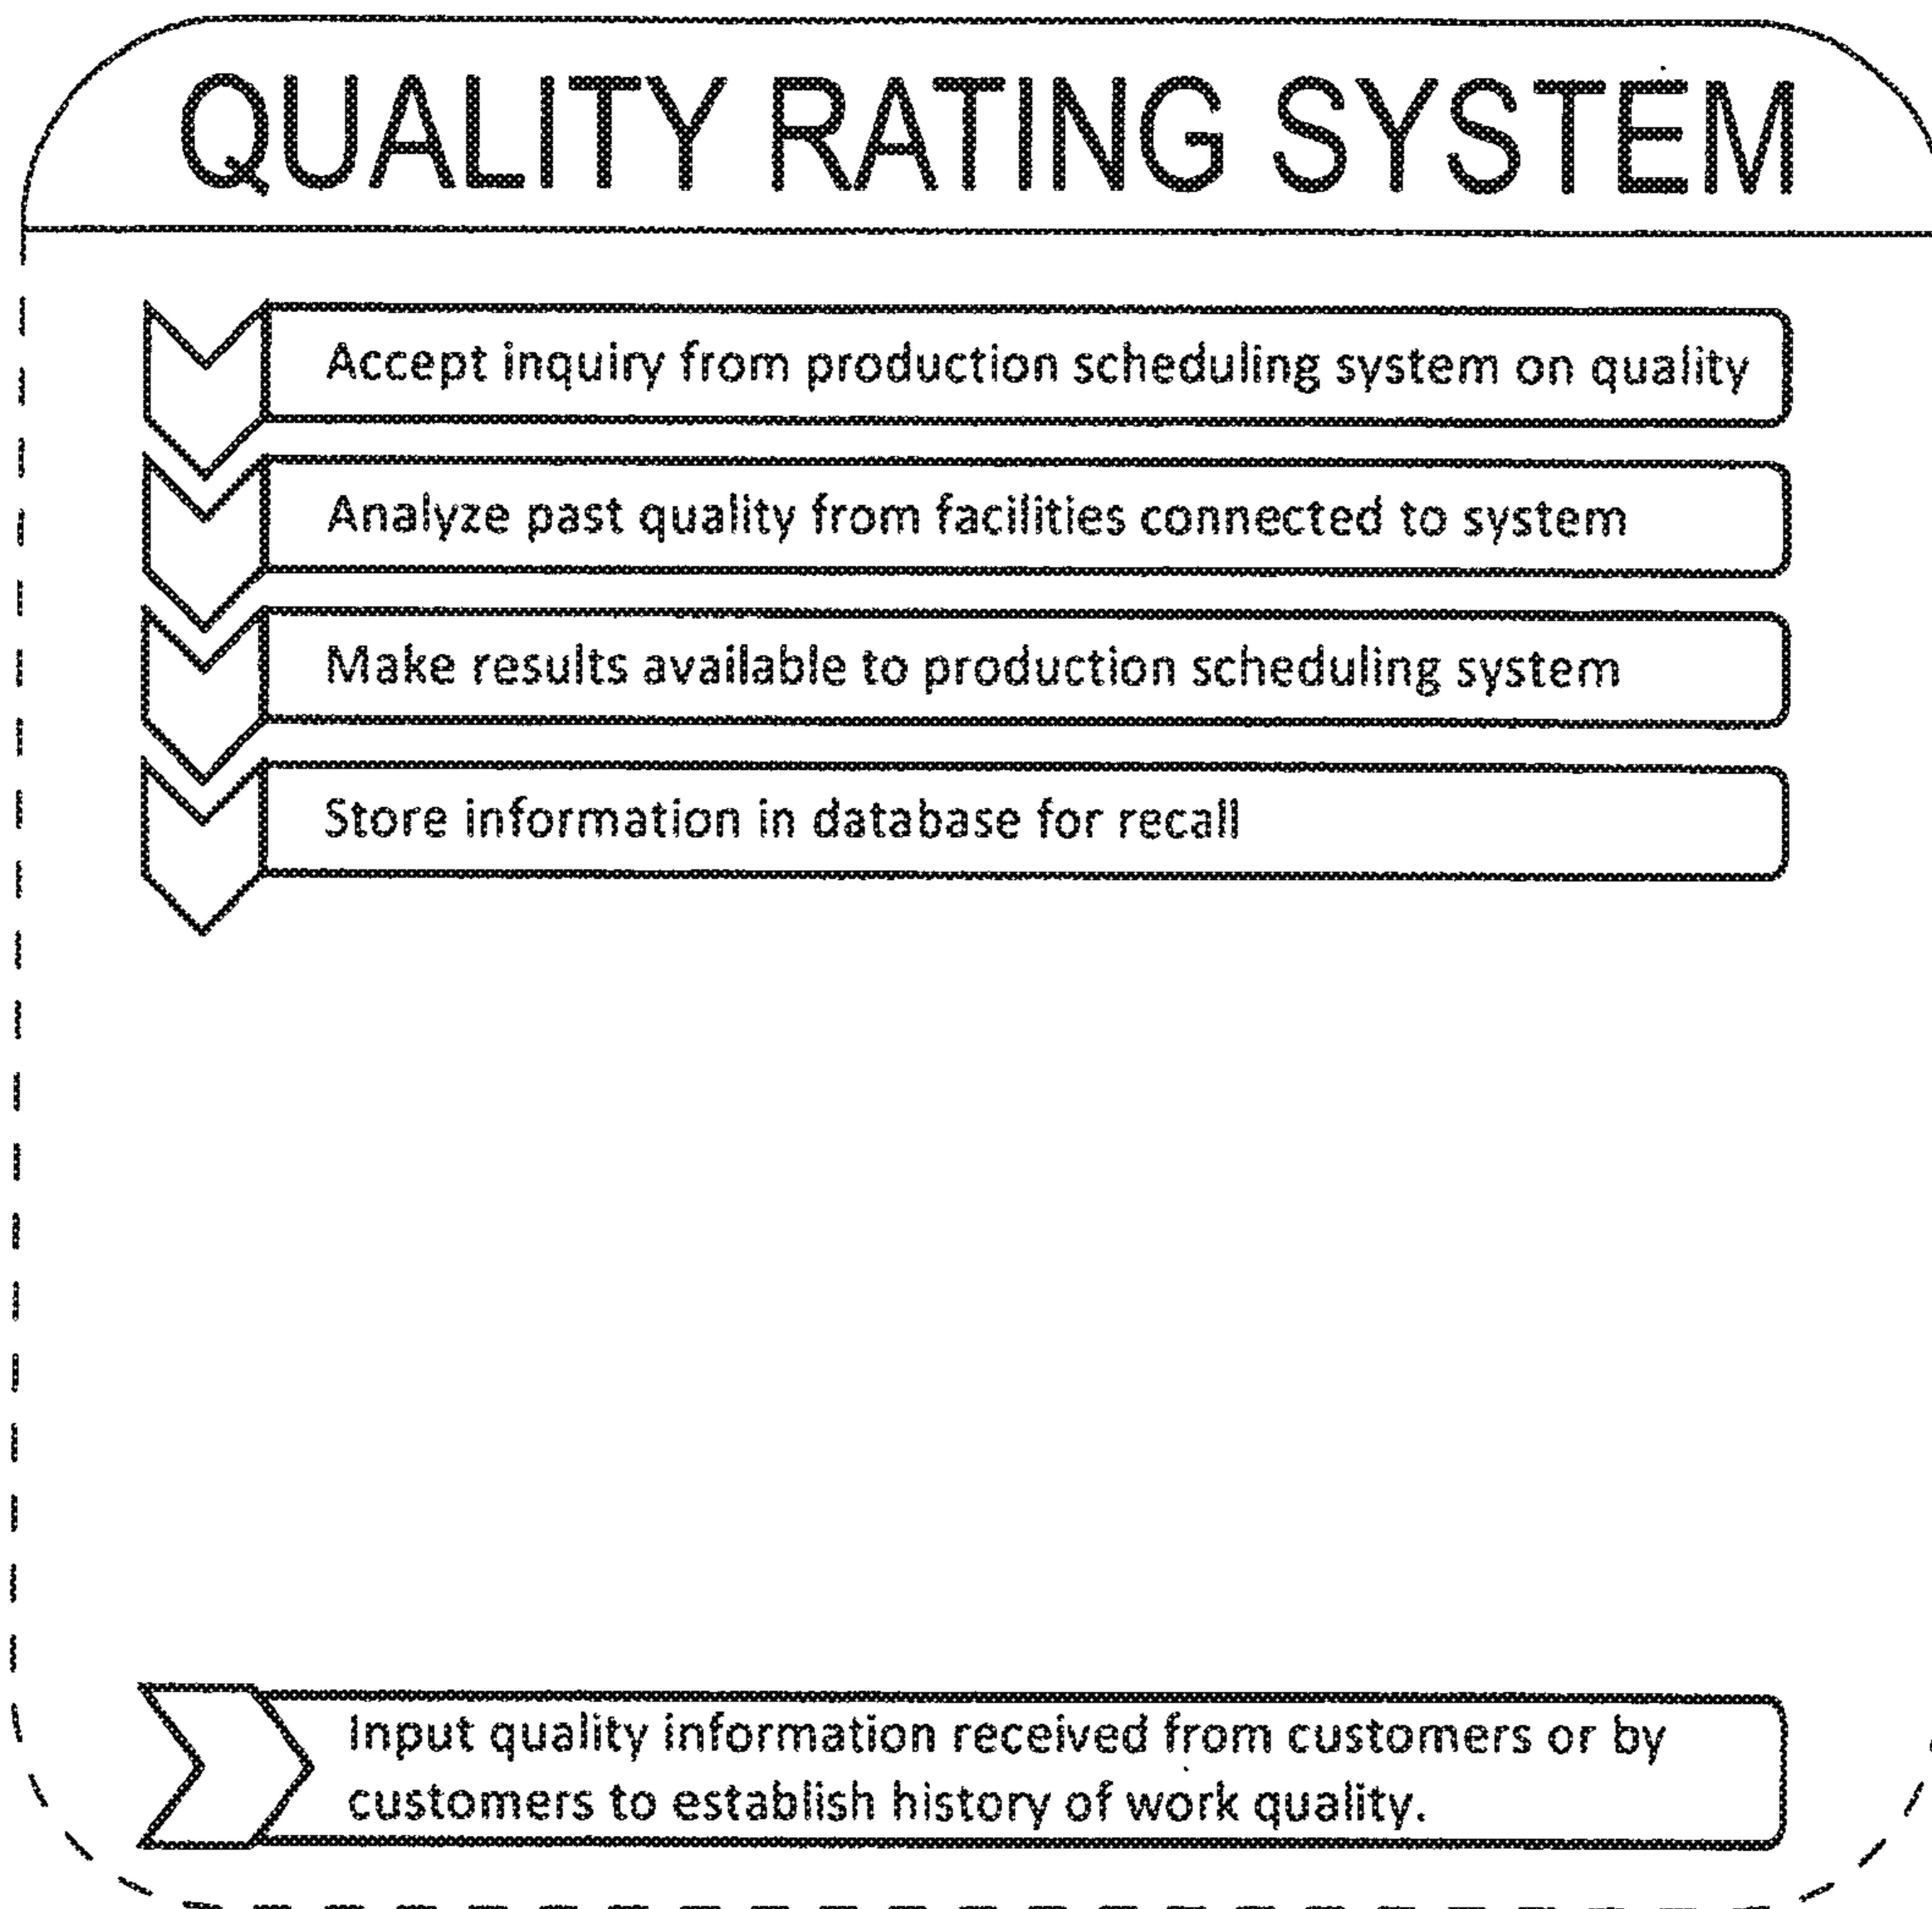 QUALITY RATING SYSTEM
Accept inquiry from production scheduling system on quality
Analyze past quality from facilities connected to system
Make results available to production scheduling system
Store information in database for recall
Input quality information received from customers or by
customers to establish history of work quality.